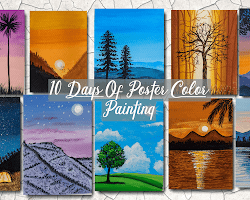 10 Days Of Poster Color
Painting